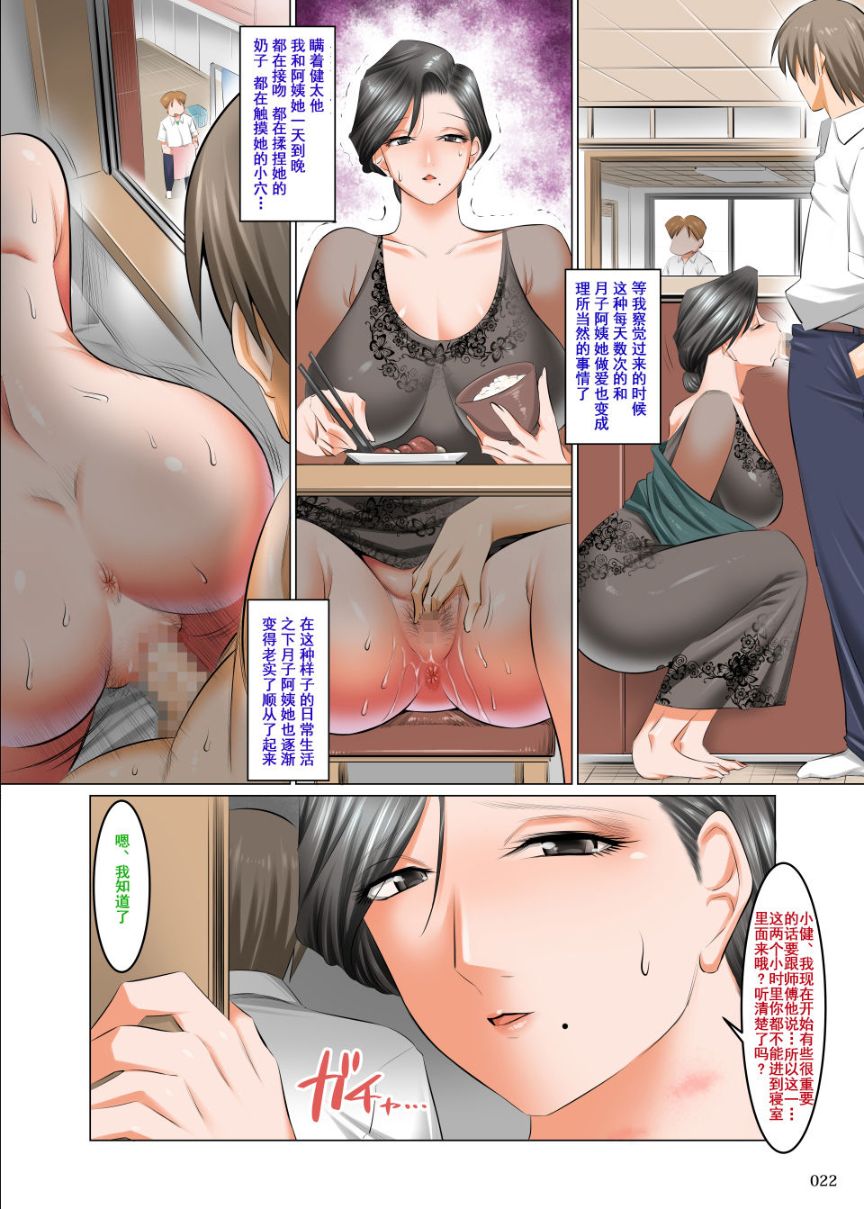 等我察觉过来的时候
这种每天数次的和
月子阿姨她做爱也变成
理所当然的事情了
瞒着健太他
我和阿姨她一天到晚
都在接吻 都在揉捏她的
奶子 都在触摸她的小穴…
在这种样子的日常生活
之下月子阿姨她也逐渐
变得老实了顺从了起来
小健、我现在开始有些很重要
的话要跟师傅他说…所以这一…
这两个小时里你都不能进到寝室
里面来哦？听清楚了吗？
ガチャ…
嗯、我知道了
022